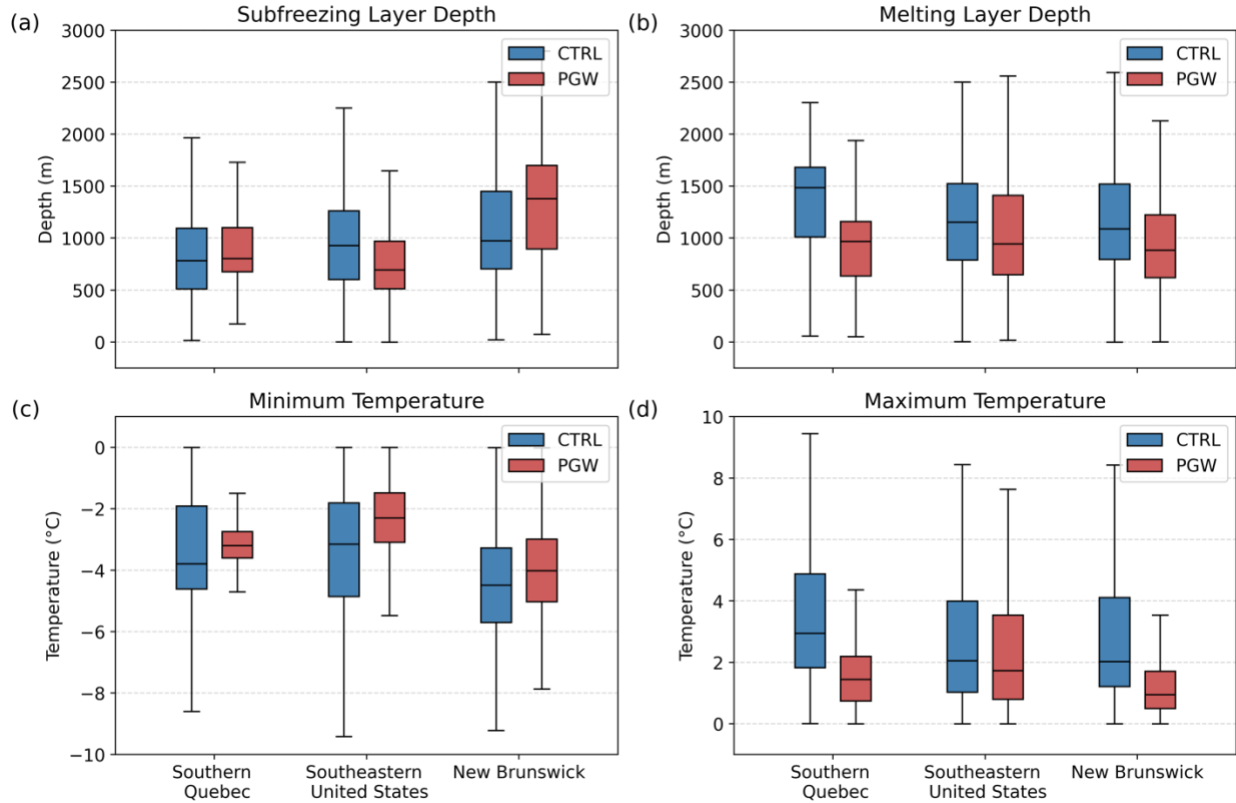 (a)
Subfreezing Layer Depth
3000
2500
2000
1500
1000
500
0
Depth (m)
CTRL
PGW
(b)
Melting Layer Depth
3000
2500
2000
1500
1000
500
0
Depth (m)
CTRL
PGW
(c)
Minimum Temperature
0
−2
−4
−6
−8
−10
Temperature (°C)
CTRL
PGW
Southern
Quebec
Southeastern
United States
New Brunswick
(d)
Maximum Temperature
10
8
6
4
2
0
Temperature (°C)
CTRL
PGW
Southern
Quebec
Southeastern
United States
New Brunswick